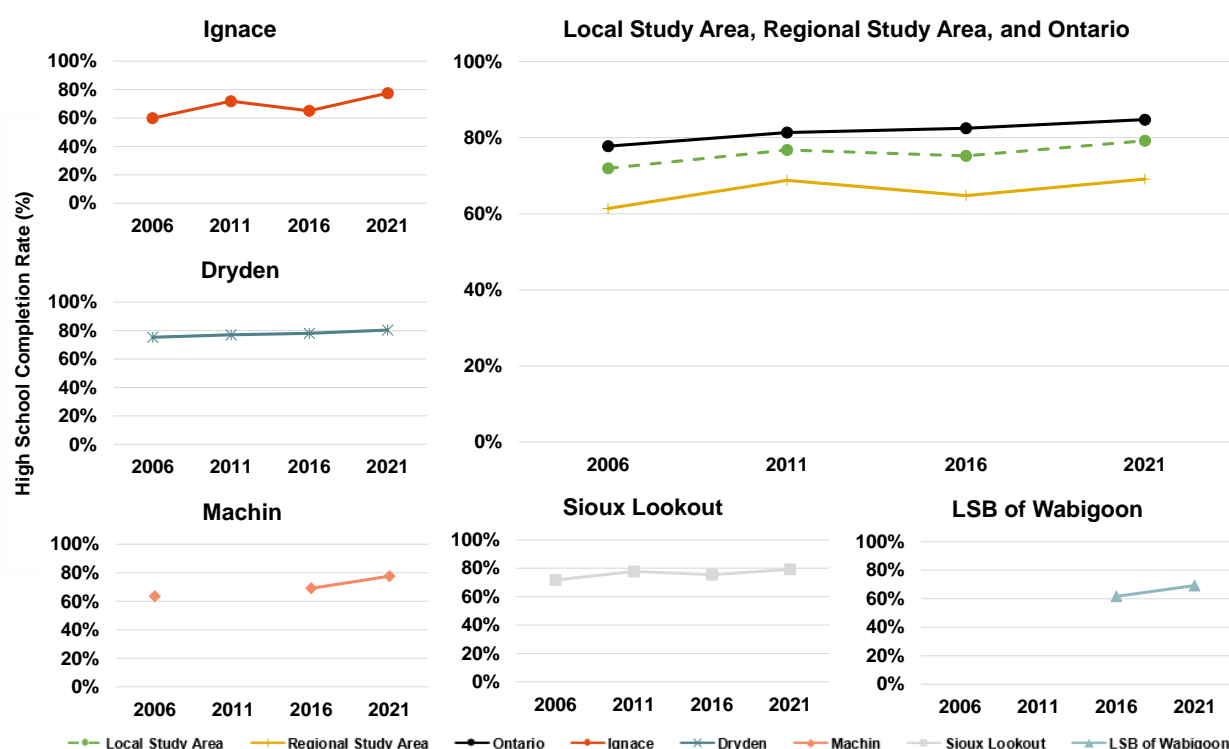 Ignace
100%
80%
60%
40%
20%
0%
2006 2011 2016 2021
Local Study Area, Regional Study Area, and Ontario
100%
80%
60%
40%
20%
0%
2006 2011 2016 2021
High School Completion Rate (%)
Dryden
100%
80%
60%
40%
20%
0%
2006 2011 2016 2021
Machin
100%
80%
60%
40%
20%
0%
2006 2011 2016 2021
Sioux Lookout
100%
80%
60%
40%
20%
0%
2006 2011 2016 2021
LSB of Wabigoon
100%
80%
60%
40%
20%
0%
2006 2011 2016 2021
Local Study Area Regional Study Area Ontario Ignace Dryden Machin Sioux Lookout LSB of Wabigoon